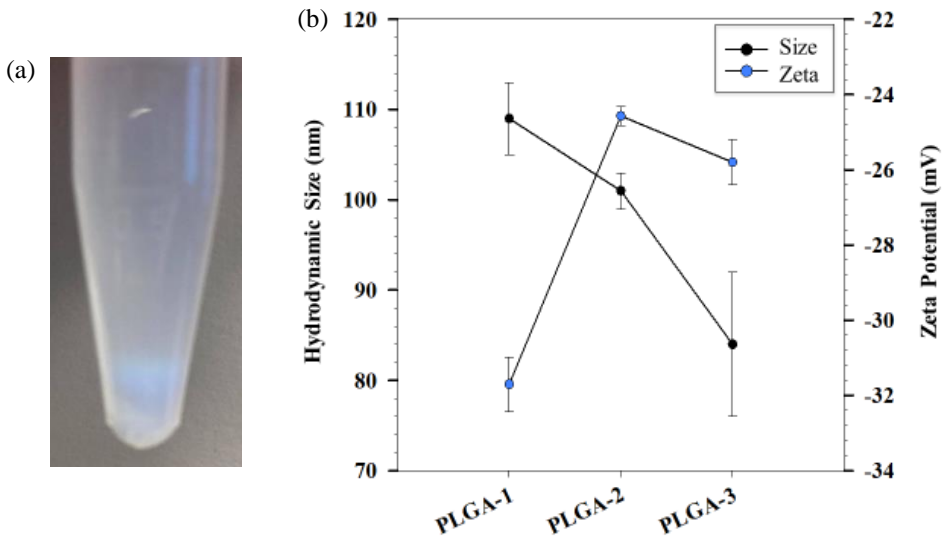 (a)
(b)
Size
Zeta
Hydrodynamic Size (nm)
120
110
100
90
80
70
Zeta Potential (mV)
-22
-24
-26
-28
-30
-32
-34
PLGA-1
PLGA-2
PLGA-3